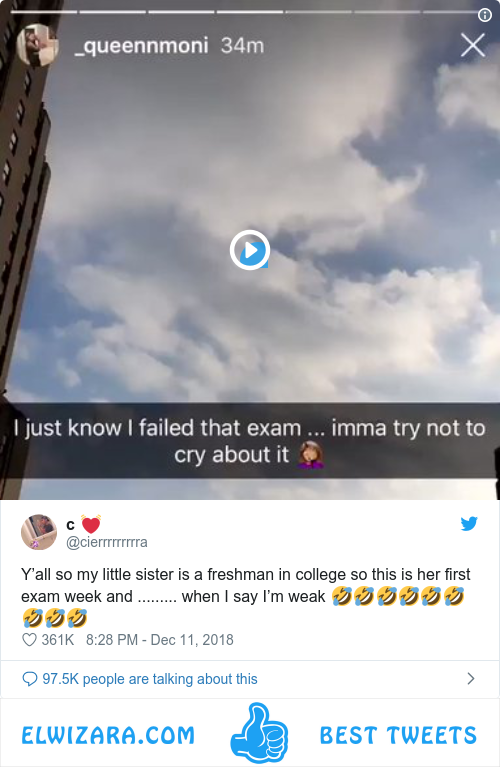 _queennmoni 34m
I just know I failed that exam ... imma try not to
cry about it 🤦🏽‍♀️
c 💓
@cierrrrrrrrra
Y’all so my little sister is a freshman in college so this is her first
exam week and ......... when I say I’m weak 🤣🤣🤣🤣🤣🤣
🤣🤣🤣
361K 8:28 PM - Dec 11, 2018
97.5K people are talking about this
ELWIZARA.COM BEST TWEETS